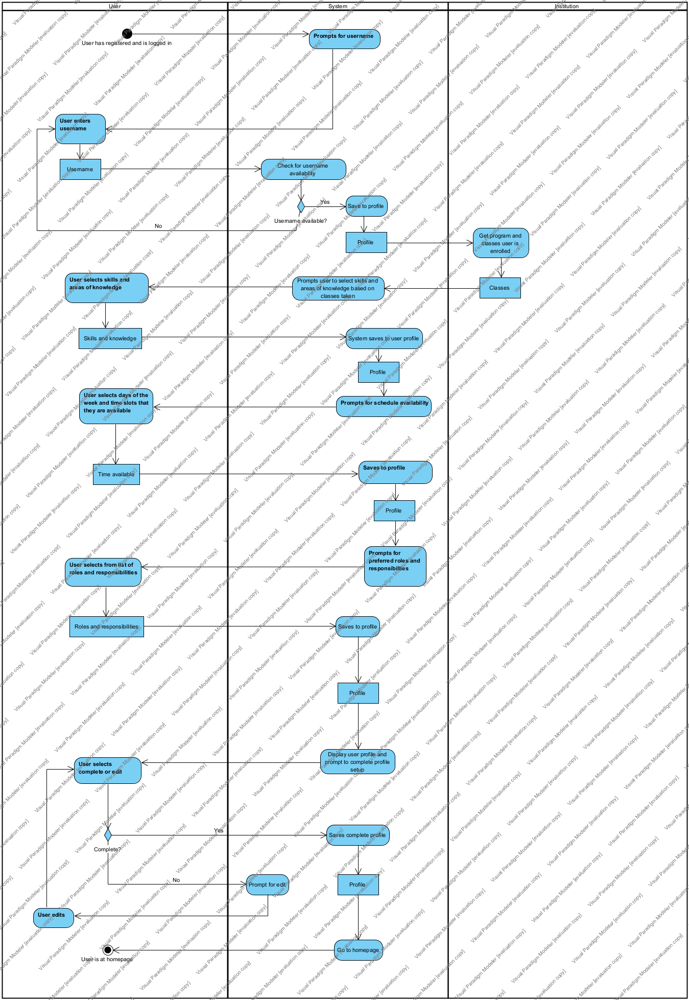 User
System
Institution
User has registered and is logged in
Prompts for username
User enters
username
Username
Check for username
availability
Yes
Save to profile
Username available?
No
Profile
Get program and
classes user is
enrolled
User selects skills and
areas of knowledge
Prompts user to select skills and
areas of knowledge based on
classes taken
Classes
Skills and knowledge
System saves to user profile
Profile
User selects days of the
week and time slots that
they are available
Prompts for schedule availability
Time available
Saves to profile
Profile
Prompts for
preferred roles and
responsibilties
User selects from list of
roles and responsibilities
Roles and responsibilities
Saves to profile
Profile
Display user profile and
prompt to complete profile
setup
User selects
complete or edit
Yes
Saves complete profile
Complete?
No
Prompt for edit
Profile
User edits
Go to homepage
User is at homepage
Visual Paradigm Modeler [evaluation copy]